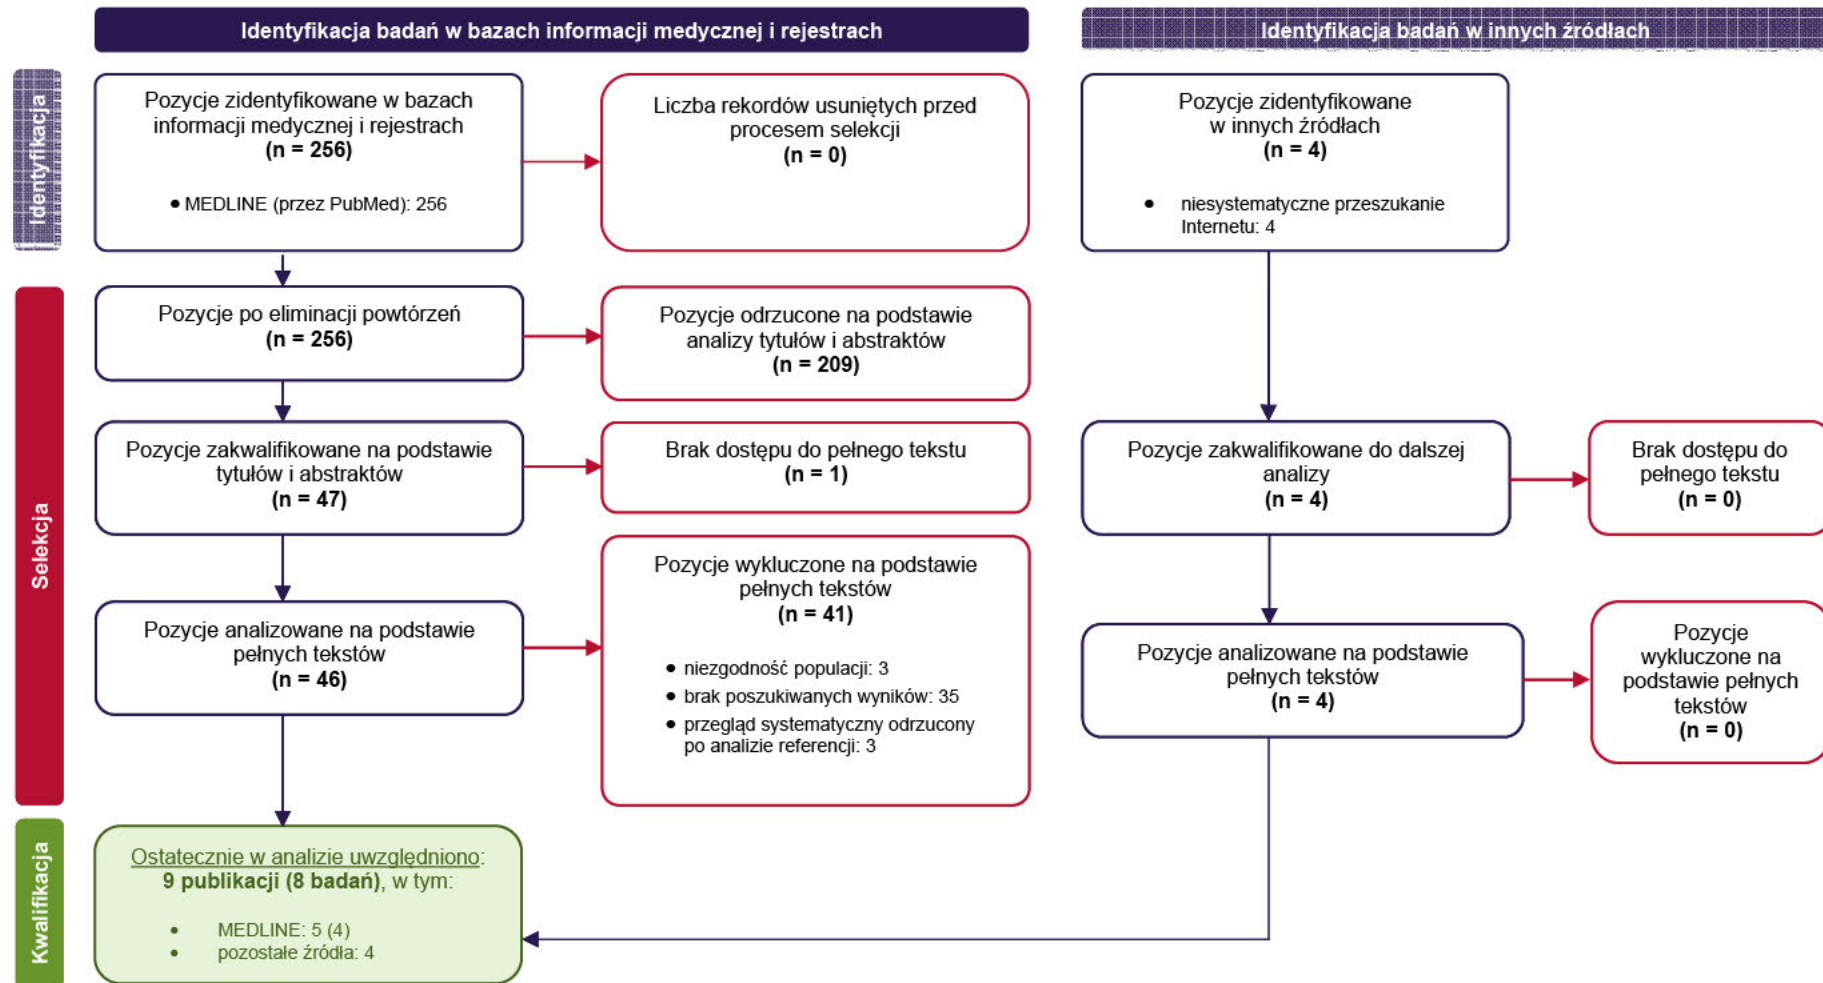 Identyfikacja badań w bazach informacji medycznej i rejestrach
Identyfikacja badań w innych źródłach
Identyfikacja
Pozycje zidentyfikowane w bazach
informacji medycznej i rejestrach
(n = 256)
• MEDLINE (przez PubMed): 256
Liczba rekordów usuniętych przed
procesem selekcji
(n = 0)
Pozycje zidentyfikowane
w innych źródłach
(n = 4)
• niesystematyczne przeszukanie
Internetu: 4
Selekcja
Pozycje po eliminacji powtórzeń
(n = 256)
Pozycje odrzucone na podstawie
analizy tytułów i abstraktów
(n = 209)
Pozycje zakwalifikowane na podstawie
tytułów i abstraktów
(n = 47)
Brak dostępu do pełnego tekstu
(n = 1)
Pozycje zakwalifikowane do dalszej
analizy
(n = 4)
Brak dostępu do
pełnego tekstu
(n = 0)
Pozycje analizowane na podstawie
pełnych tekstów
(n = 46)
Pozycje wykluczone na podstawie
pełnych tekstów
(n = 41)
• niezgodność populacji: 3
• brak poszukiwanych wyników: 35
• przegląd systematyczny odrzucony
po analizie referencji: 3
Pozycje analizowane na podstawie
pełnych tekstów
(n = 4)
Pozycje
wykluczone na
podstawie pełnych
tekstów
(n = 0)
Kwalifikacja
Ostatecznie w analizie uwzględniono:
9 publikacji (8 badań), w tym:
• MEDLINE: 5 (4)
• pozostałe źródła: 4